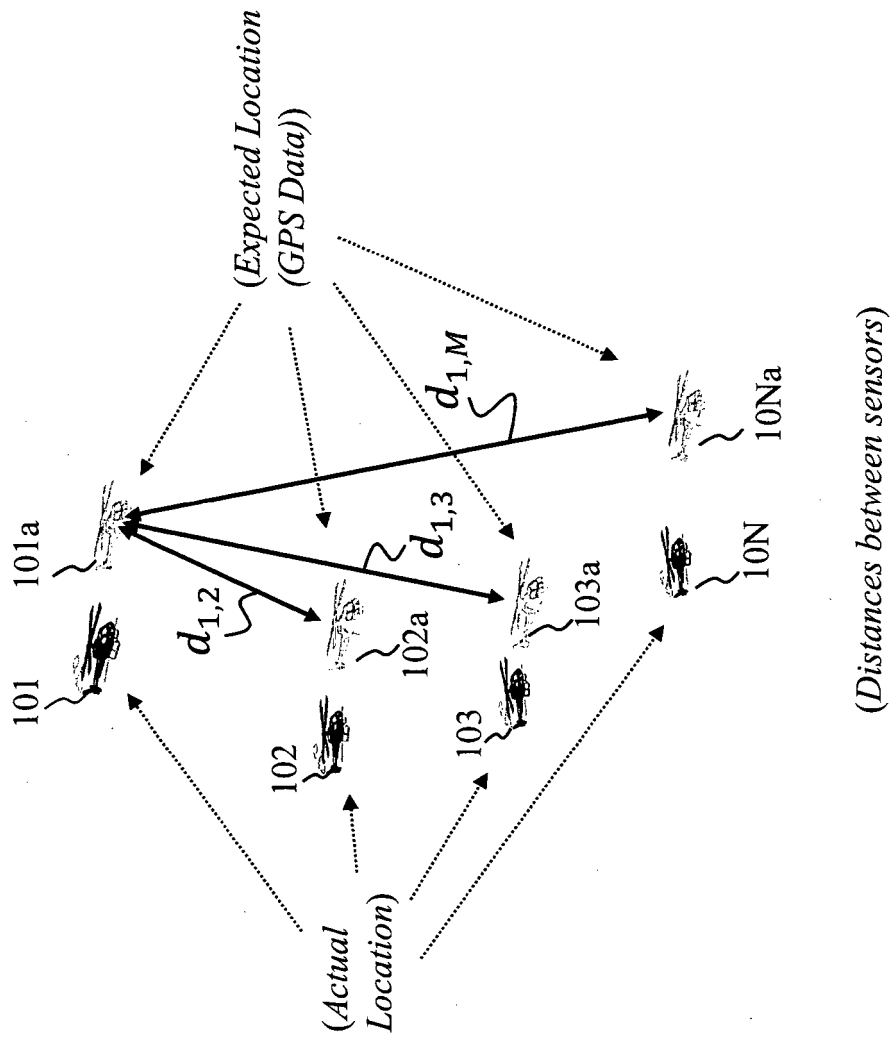 101
101a
(Expected Location
(GPS Data))
d1,2
102
102a
d1,3
d1,M
103
103a
(Actual
Location)
10N
10Na
(Distances between sensors)